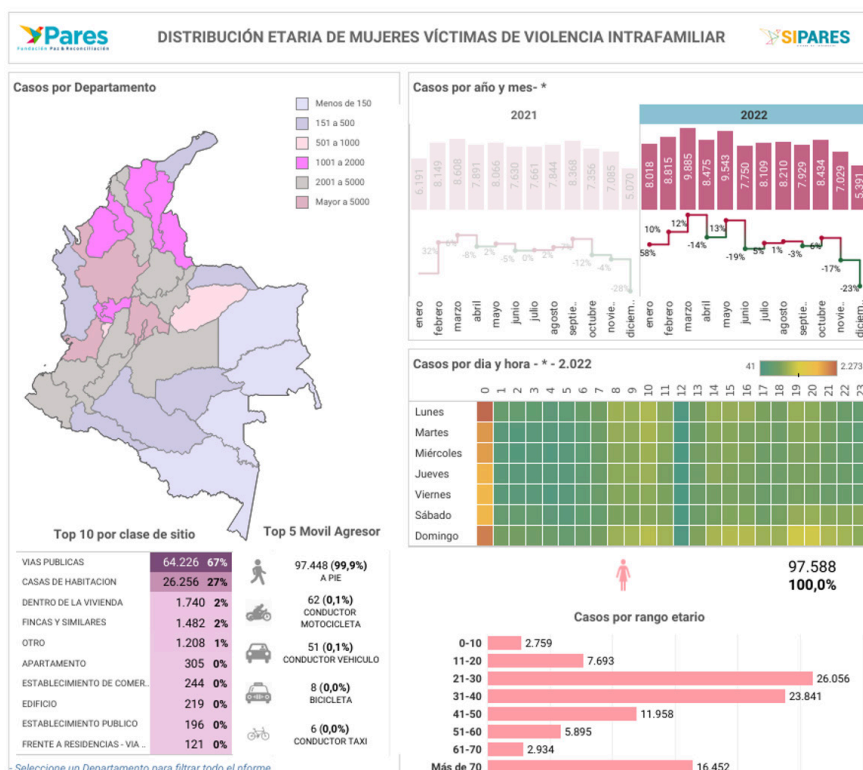 Pares
Fundación Paz & Reconciliación
DISTRIBUCIÓN ETARIA DE MUJERES VÍCTIMAS DE VIOLENCIA INTRAFAMILIAR
SIPARES
Casos por Departamento
Menos de 150
151 a 500
501 a 1000
1001 a 2000
2001 a 5000
Mayor a 5000
Casos por año y mes- *
2021
2022
6.191
8.149
8.608
7.891
8.066
7.630
7.661
7.844
8.368
7.356
7.085
5.070
8.018
8.815
9.885
8.475
9.543
7.750
8.109
8.210
7.929
8.434
7.029
5.391
32%
-8%
2%
-5%
0%
2%
-12%
-4%
-28%
58%
10%
12%
-14%
13%
-19%
5%
1%
-3%
6%
-17%
-23%
enero
febrero
marzo
abril
mayo
junio
julio
agosto
septie..
octubre
novie..
diciem..
enero
febrero
marzo
abril
mayo
junio
julio
agosto
septie..
octubre
novie..
diciem..
Casos por dia y hora - * - 2.022
41
2.273
0 1 2 3 4 5 6 7 8 9 10 11 12 13 14 15 16 17 18 19 20 21 22 23
Lunes
Martes
Miércoles
Jueves
Viernes
Sábado
Domingo
Top 10 por clase de sitio
VIAS PUBLICAS 64.226 67%
CASAS DE HABITACION 26.256 27%
DENTRO DE LA VIVIENDA 1.740 2%
FINCAS Y SIMILARES 1.482 2%
OTRO 1.208 1%
APARTAMENTO 305 0%
ESTABLECIMIENTO DE COMER.. 244 0%
EDIFICIO 219 0%
ESTABLECIMIENTO PUBLICO 196 0%
FRENTE A RESIDENCIAS - VIA .. 121 0%
Top 5 Movil Agresor
97.448 (99,9%)
A PIE
62 (0,1%)
CONDUCTOR
MOTOCICLETA
51 (0,1%)
CONDUCTOR VEHICULO
8 (0,0%)
BICICLETA
6 (0,0%)
CONDUCTOR TAXI
97.588
100,0%
Casos por rango etario
0-10 2.759
11-20 7.693
21-30 26.056
31-40 23.841
41-50 11.958
51-60 5.895
61-70 2.934
Más de 70 16.452
- Seleccione un Departamento para filtrar todo el nforme